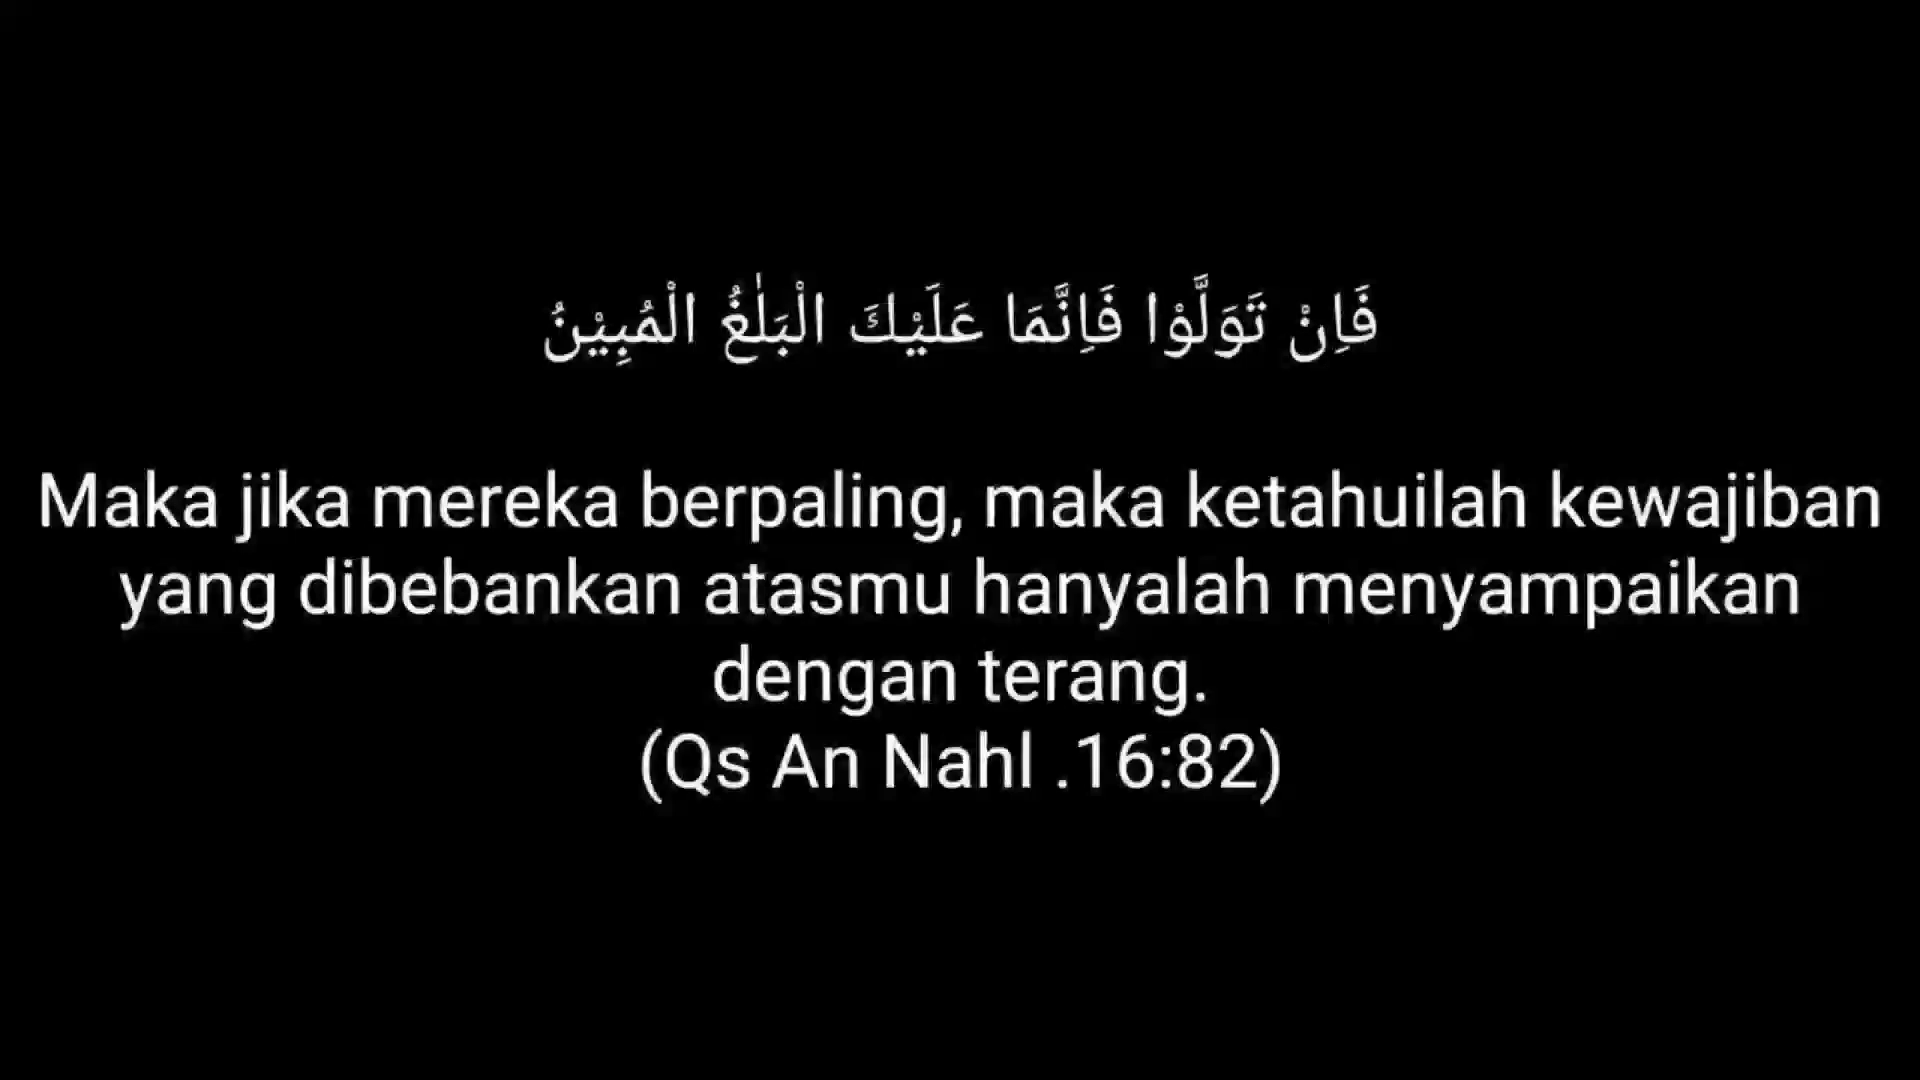 فَاِنْ تَوَلَّوْا فَاِنَّمَا عَلَيْكَ الْبَلٰغُ الْمُبِيْنُ
Maka jika mereka berpaling, maka ketahuilah kewajiban
yang dibebankan atasmu hanyalah menyampaikan
dengan terang.
(Qs An Nahl .16:82)